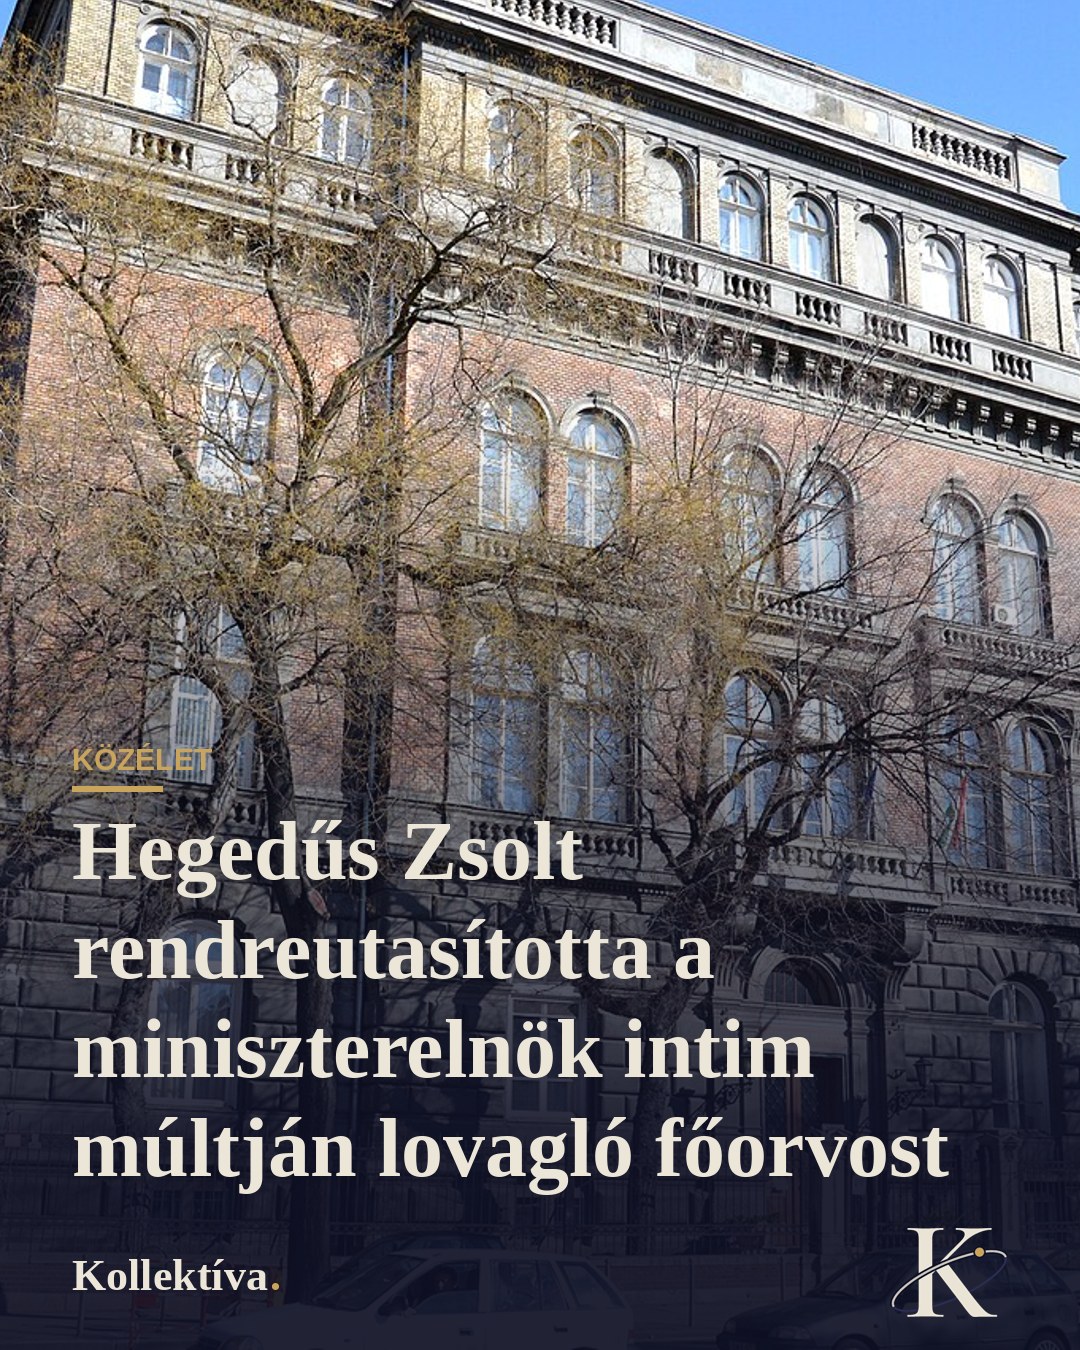 KÖZÉLET
Hegedűs Zsolt
rendreutasította a
miniszterelnök intim
múltján lovagló főorvost
Kollektíva.
K